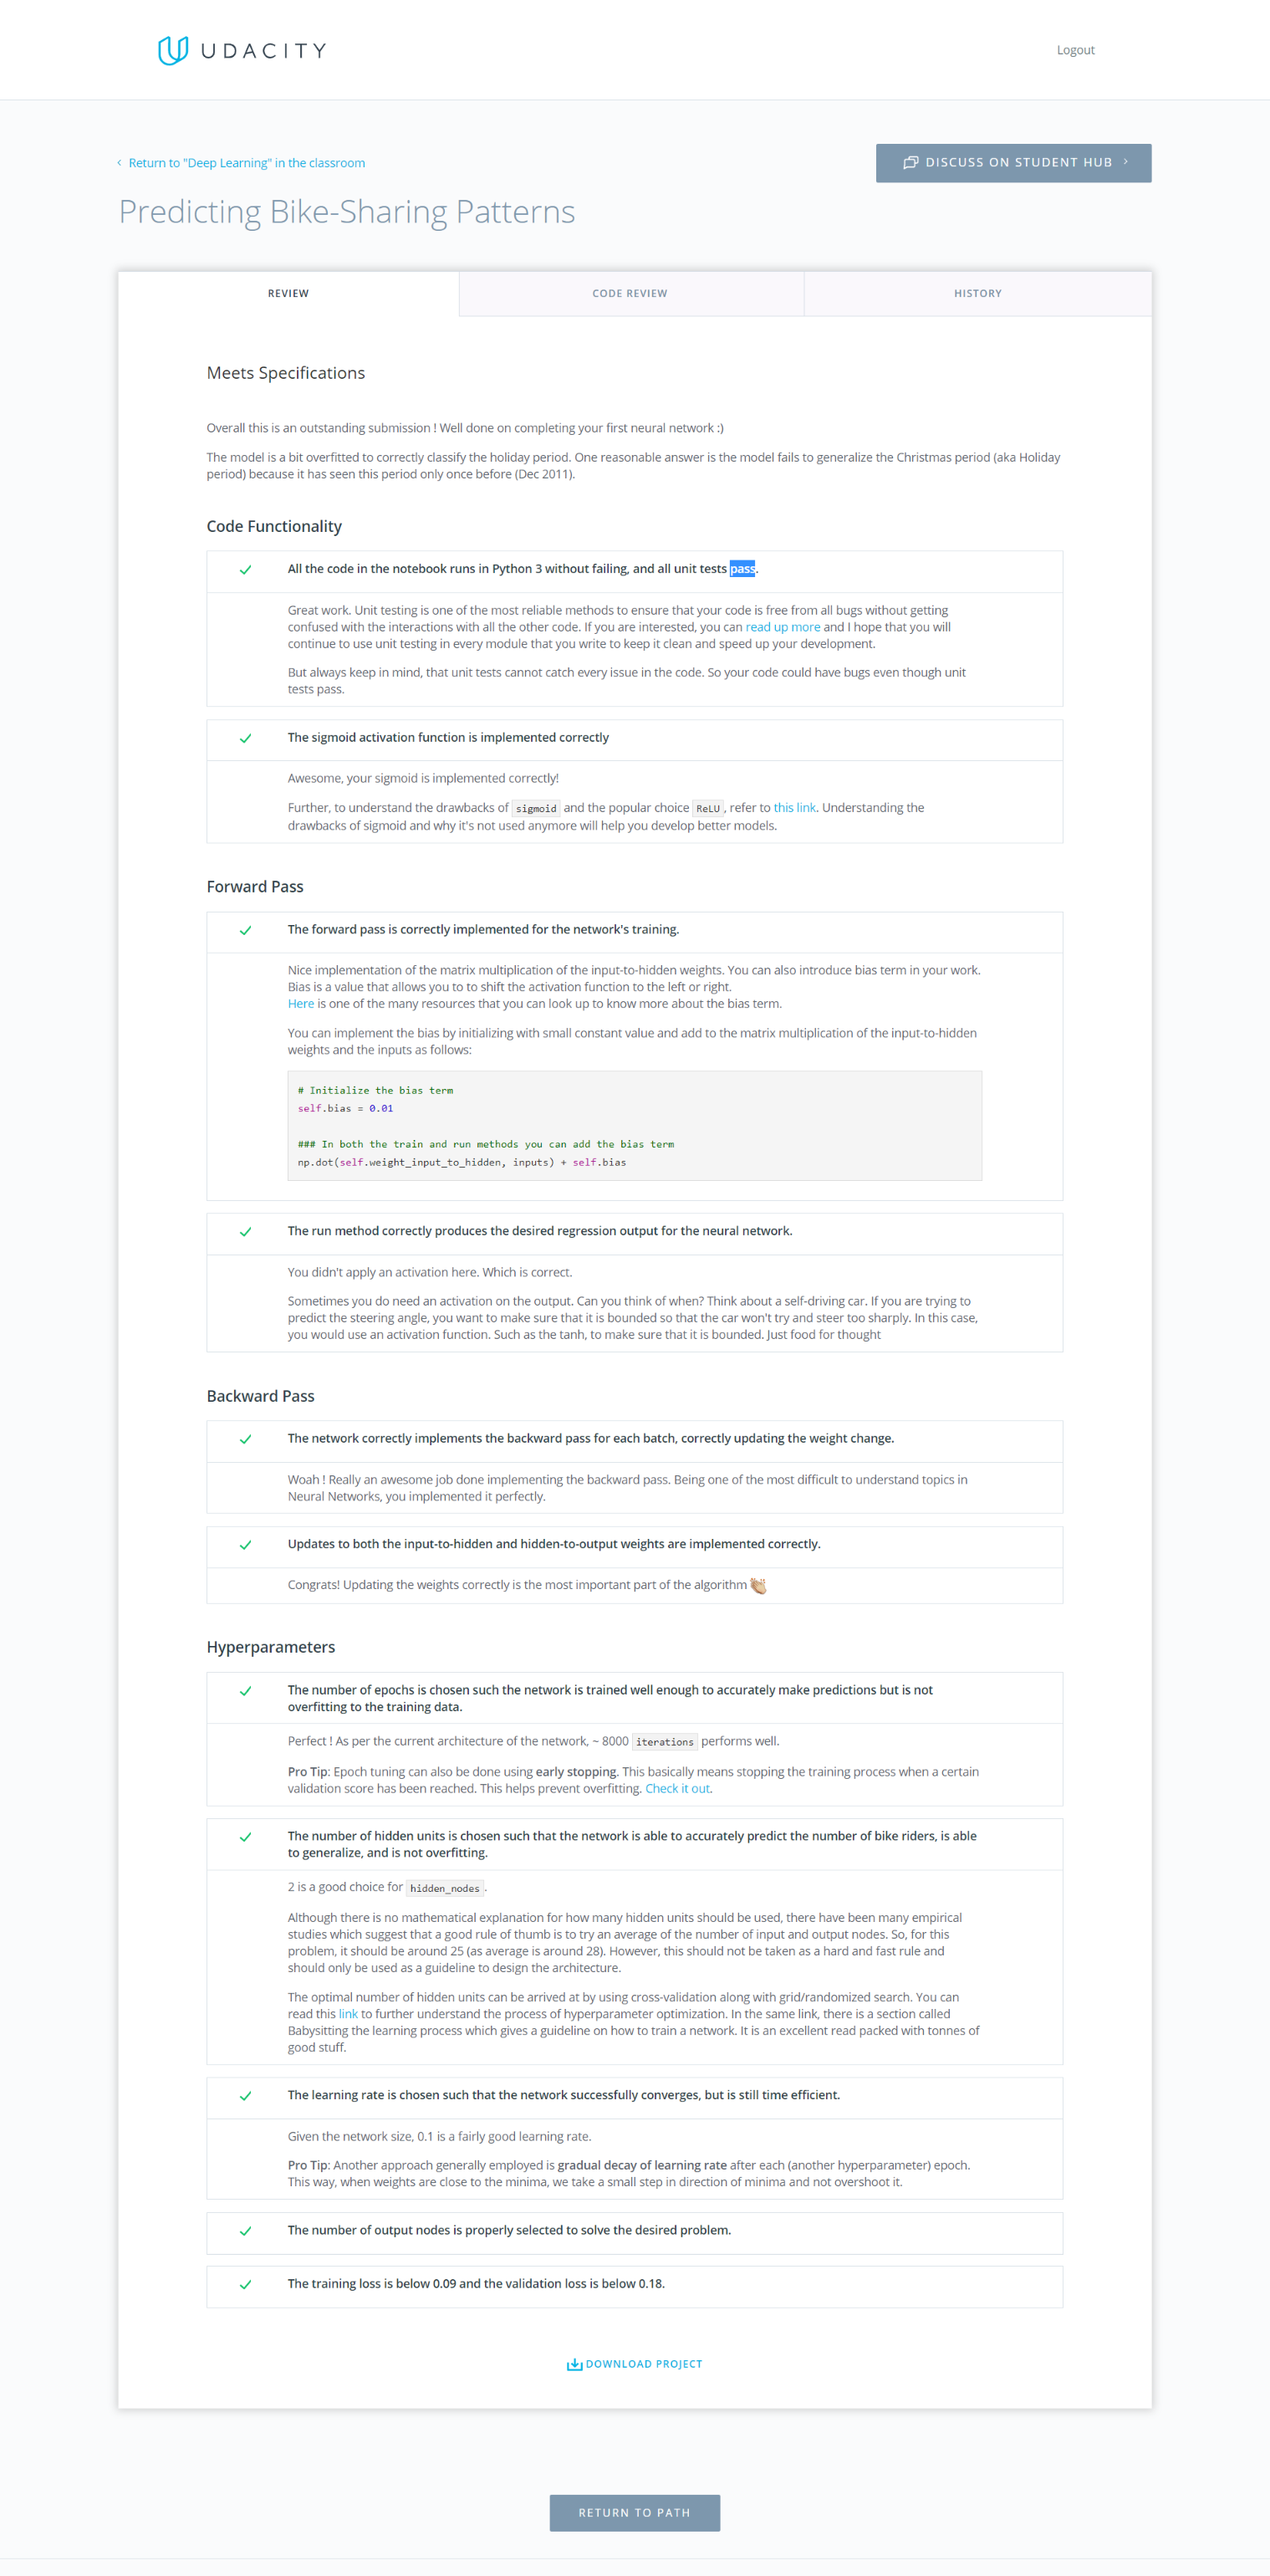 UDACITY
Logout
Return to "Deep Learning" in the classroom
DISCUSS ON STUDENT HUB
Predicting Bike-Sharing Patterns
REVIEW
CODE REVIEW
HISTORY
Meets Specifications
Overall this is an outstanding submission ! Well done on completing your first neural network :)
The model is a bit overfitted to correctly classify the holiday period. One reasonable answer is the model fails to generalize the Christmas period (aka Holiday
period) because it has seen this period only once before (Dec 2011).
Code Functionality
All the code in the notebook runs in Python 3 without failing, and all unit tests pass.
Great work. Unit testing is one of the most reliable methods to ensure that your code is free from all bugs without getting
confused with the interactions with all the other code. If you are interested, you can read up more and I hope that you will
continue to use unit testing in every module that you write to keep it clean and speed up your development.
But always keep in mind, that unit tests cannot catch every issue in the code. So your code could have bugs even though unit
tests pass.
The sigmoid activation function is implemented correctly
Awesome, your sigmoid is implemented correctly!
Further, to understand the drawbacks of sigmoid and the popular choice ReLU , refer to this link. Understanding the
drawbacks of sigmoid and why it's not used anymore will help you develop better models.
Forward Pass
The forward pass is correctly implemented for the network's training.
Nice implementation of the matrix multiplication of the input-to-hidden weights. You can also introduce bias term in your work.
Bias is a value that allows you to to shift the activation function to the left or right.
Here is one of the many resources that you can look up to know more about the bias term.
You can implement the bias by initializing with small constant value and add to the matrix multiplication of the input-to-hidden
weights and the inputs as follows:
# Initialize the bias term
self.bias = 0.01
### In both the train and run methods you can add the bias term
np.dot(self.weight_input_to_hidden, inputs) + self.bias
The run method correctly produces the desired regression output for the neural network.
You didn't apply an activation here. Which is correct.
Sometimes you do need an activation on the output. Can you think of when? Think about a self-driving car. If you are trying to
predict the steering angle, you want to make sure that it is bounded so that the car won't try and steer too sharply. In this case,
you would use an activation function. Such as the tanh, to make sure that it is bounded. Just food for thought
Backward Pass
The network correctly implements the backward pass for each batch, correctly updating the weight change.
Woah ! Really an awesome job done implementing the backward pass. Being one of the most difficult to understand topics in
Neural Networks, you implemented it perfectly.
Updates to both the input-to-hidden and hidden-to-output weights are implemented correctly.
Congrats! Updating the weights correctly is the most important part of the algorithm 👏🏼
Hyperparameters
The number of epochs is chosen such the network is trained well enough to accurately make predictions but is not
overfitting to the training data.
Perfect ! As per the current architecture of the network, ~ 8000 iterations performs well.
Pro Tip: Epoch tuning can also be done using early stopping. This basically means stopping the training process when a certain
validation score has been reached. This helps prevent overfitting. Check it out.
The number of hidden units is chosen such that the network is able to accurately predict the number of bike riders, is able
to generalize, and is not overfitting.
2 is a good choice for hidden_nodes .
Although there is no mathematical explanation for how many hidden units should be used, there have been many empirical
studies which suggest that a good rule of thumb is to try an average of the number of input and output nodes. So, for this
problem, it should be around 25 (as average is around 28). However, this should not be taken as a hard and fast rule and
should only be used as a guideline to design the architecture.
The optimal number of hidden units can be arrived at by using cross-validation along with grid/randomized search. You can
read this link to further understand the process of hyperparameter optimization. In the same link, there is a section called
Babysitting the learning process which gives a guideline on how to train a network. It is an excellent read packed with tonnes of
good stuff.
The learning rate is chosen such that the network successfully converges, but is still time efficient.
Given the network size, 0.1 is a fairly good learning rate.
Pro Tip: Another approach generally employed is gradual decay of learning rate after each (another hyperparameter) epoch.
This way, when weights are close to the minima, we take a small step in direction of minima and not overshoot it.
The number of output nodes is properly selected to solve the desired problem.
The training loss is below 0.09 and the validation loss is below 0.18.
DOWNLOAD PROJECT
RETURN TO PATH